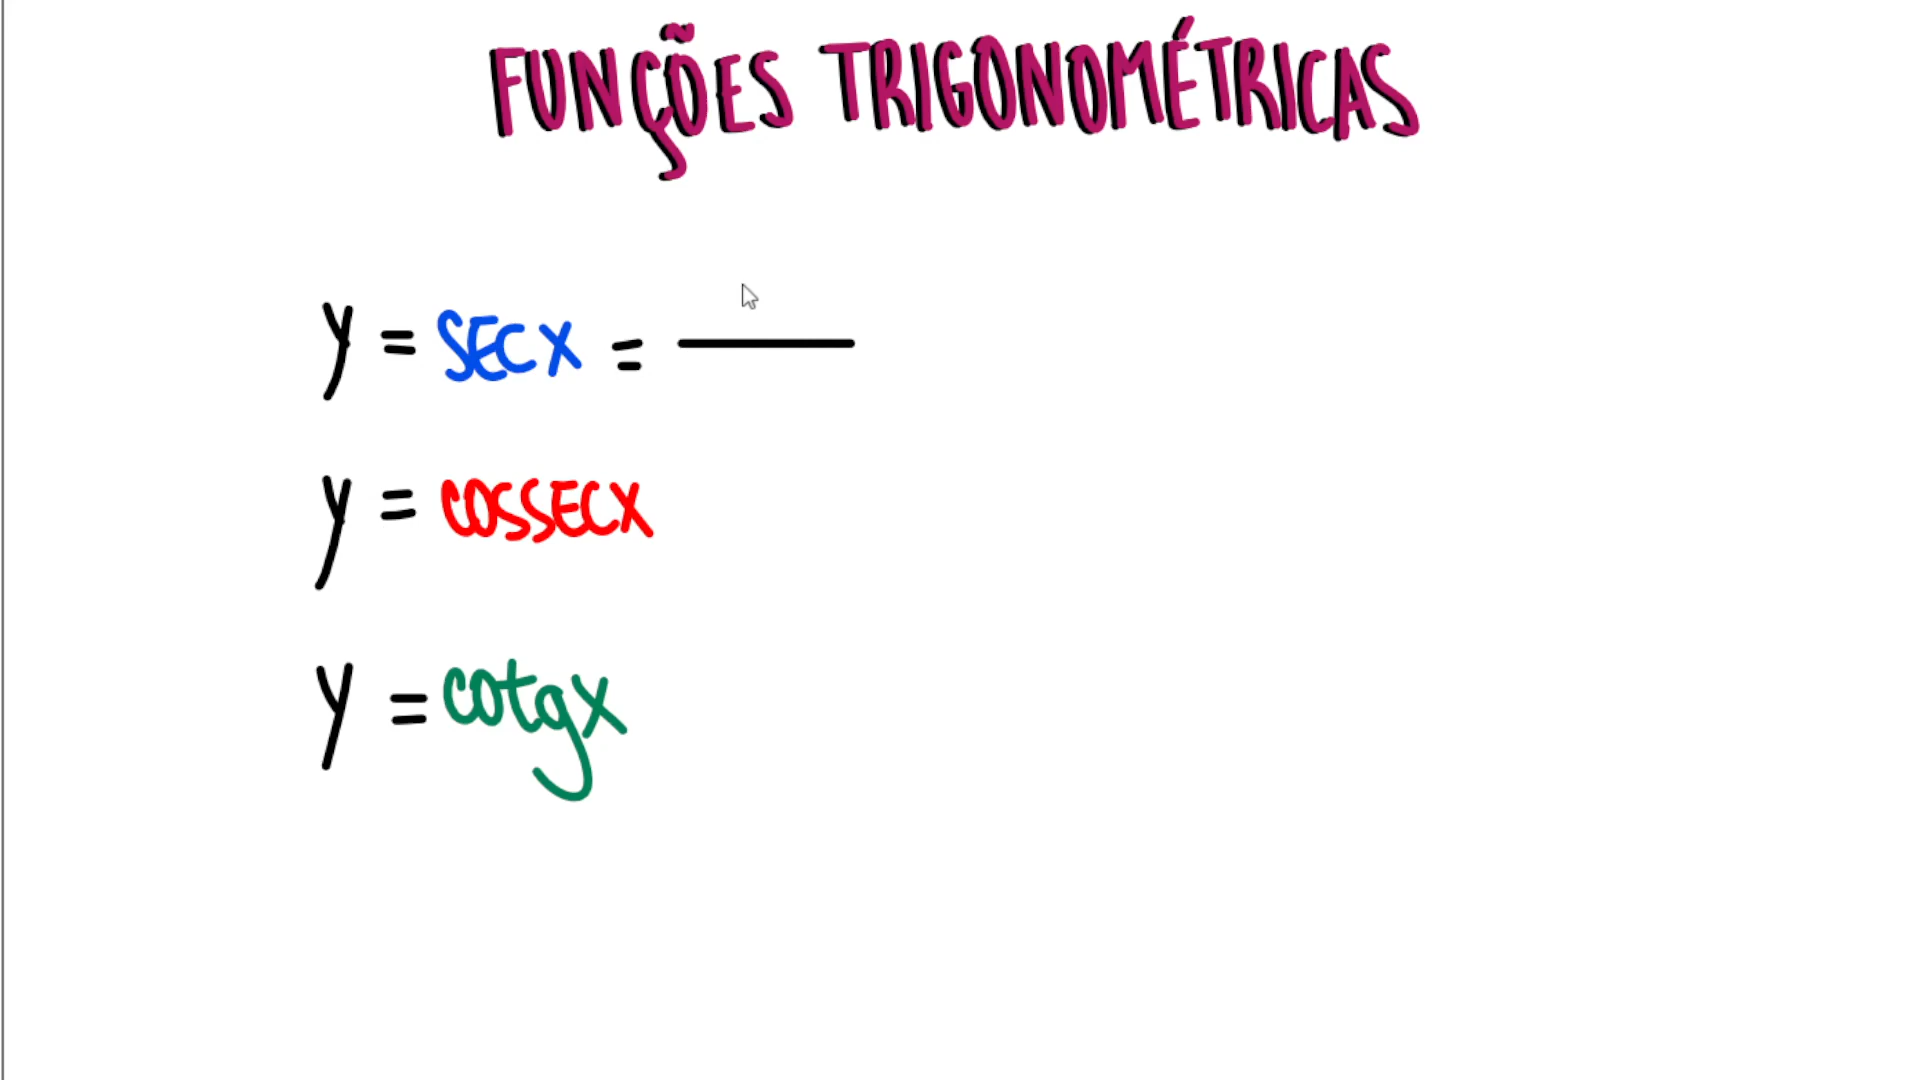 FUNÇÕES TRIGONOMÉTRICAS
y = SECX =
y = COSSECX
y = cotgx